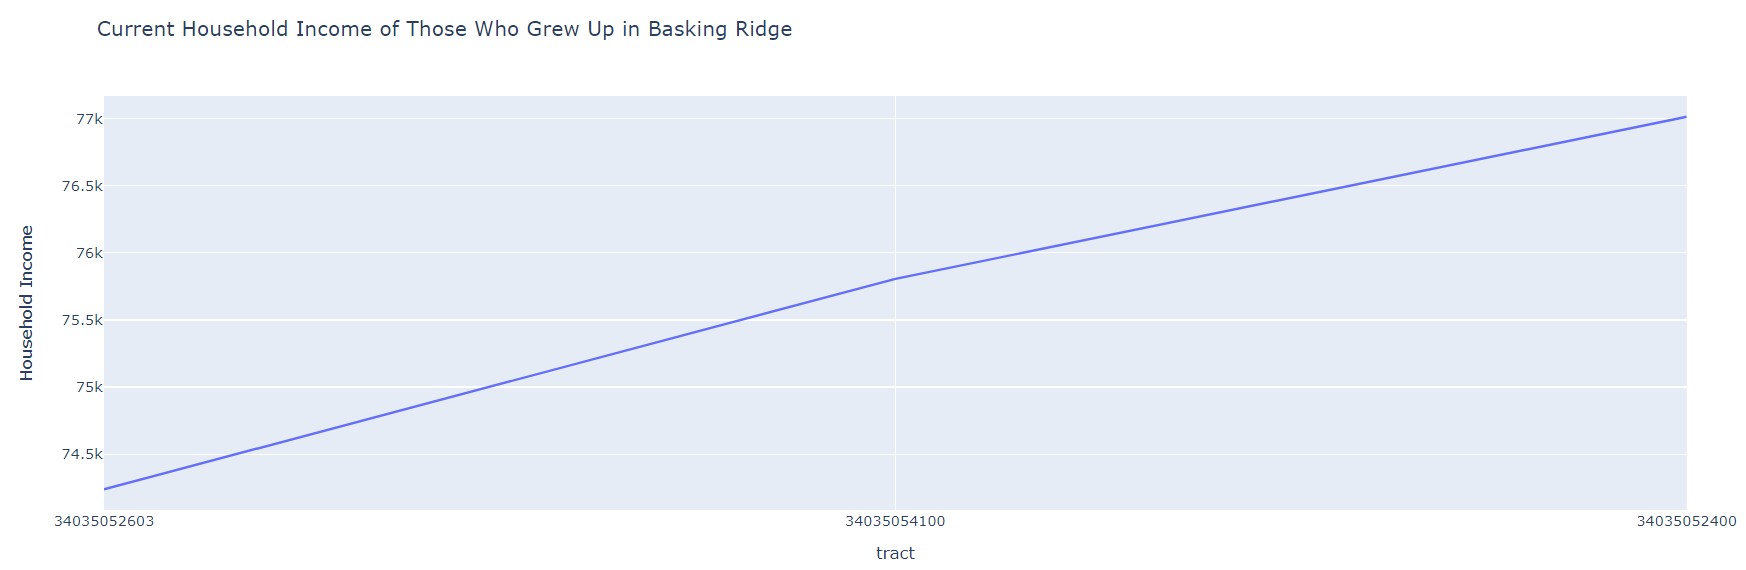 Current Household Income of Those Who Grew Up in Basking Ridge
77k
76.5k
76k
75.5k
75k
74.5k
Household Income
34035052603 34035054100 34035052400
tract